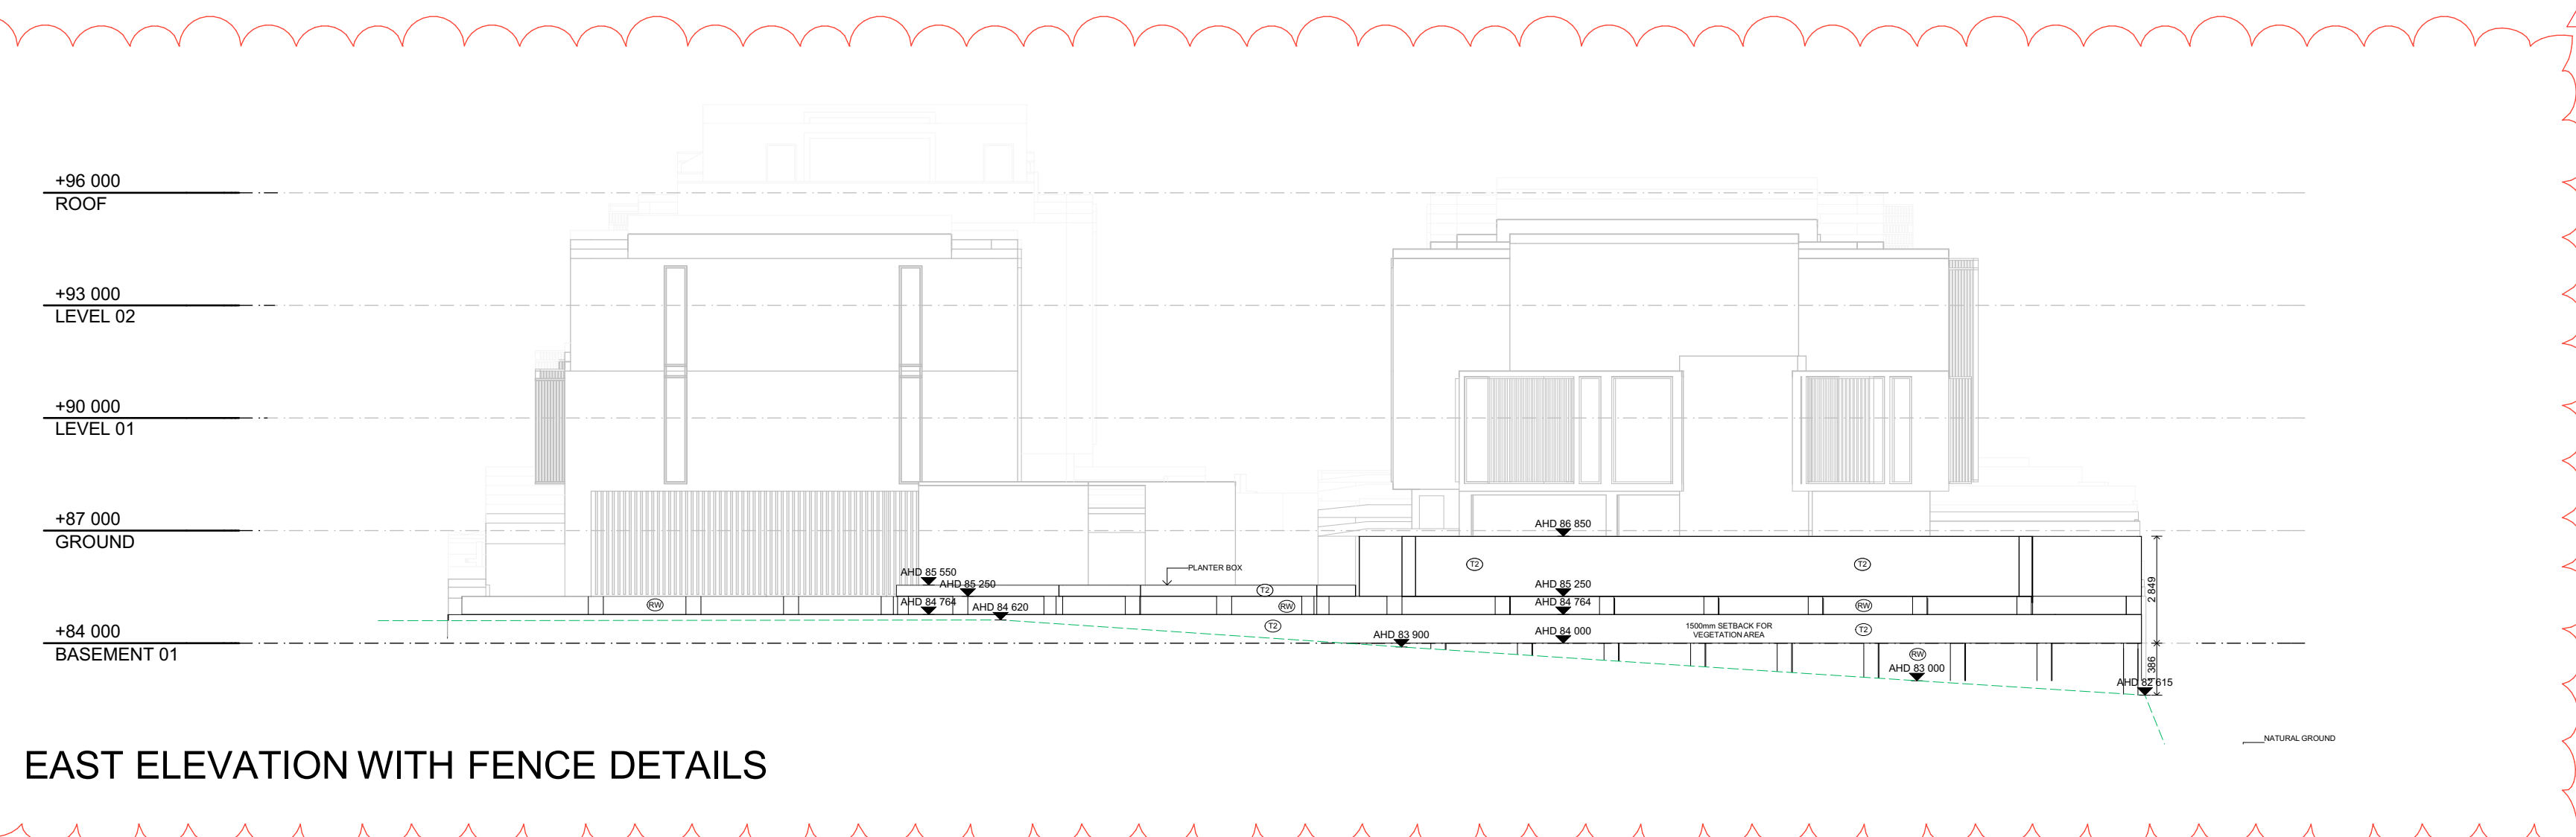 +96 000
ROOF
+93 000
LEVEL 02
+90 000
LEVEL 01
+87 000
GROUND
+84 000
BASEMENT 01
AHD 86 850
T2
T2
AHD 85 550
AHD 85 250
PLANTER BOX
T2
AHD 85 250
2 849
RW
AHD 84 764
AHD 84 620
RW
AHD 84 764
RW
T2
AHD 83 900
AHD 84 000
1500mm SETBACK FOR
VEGETATION AREA
T2
RW
AHD 83 000
1 386
AHD 82 615
NATURAL GROUND
EAST ELEVATION WITH FENCE DETAILS